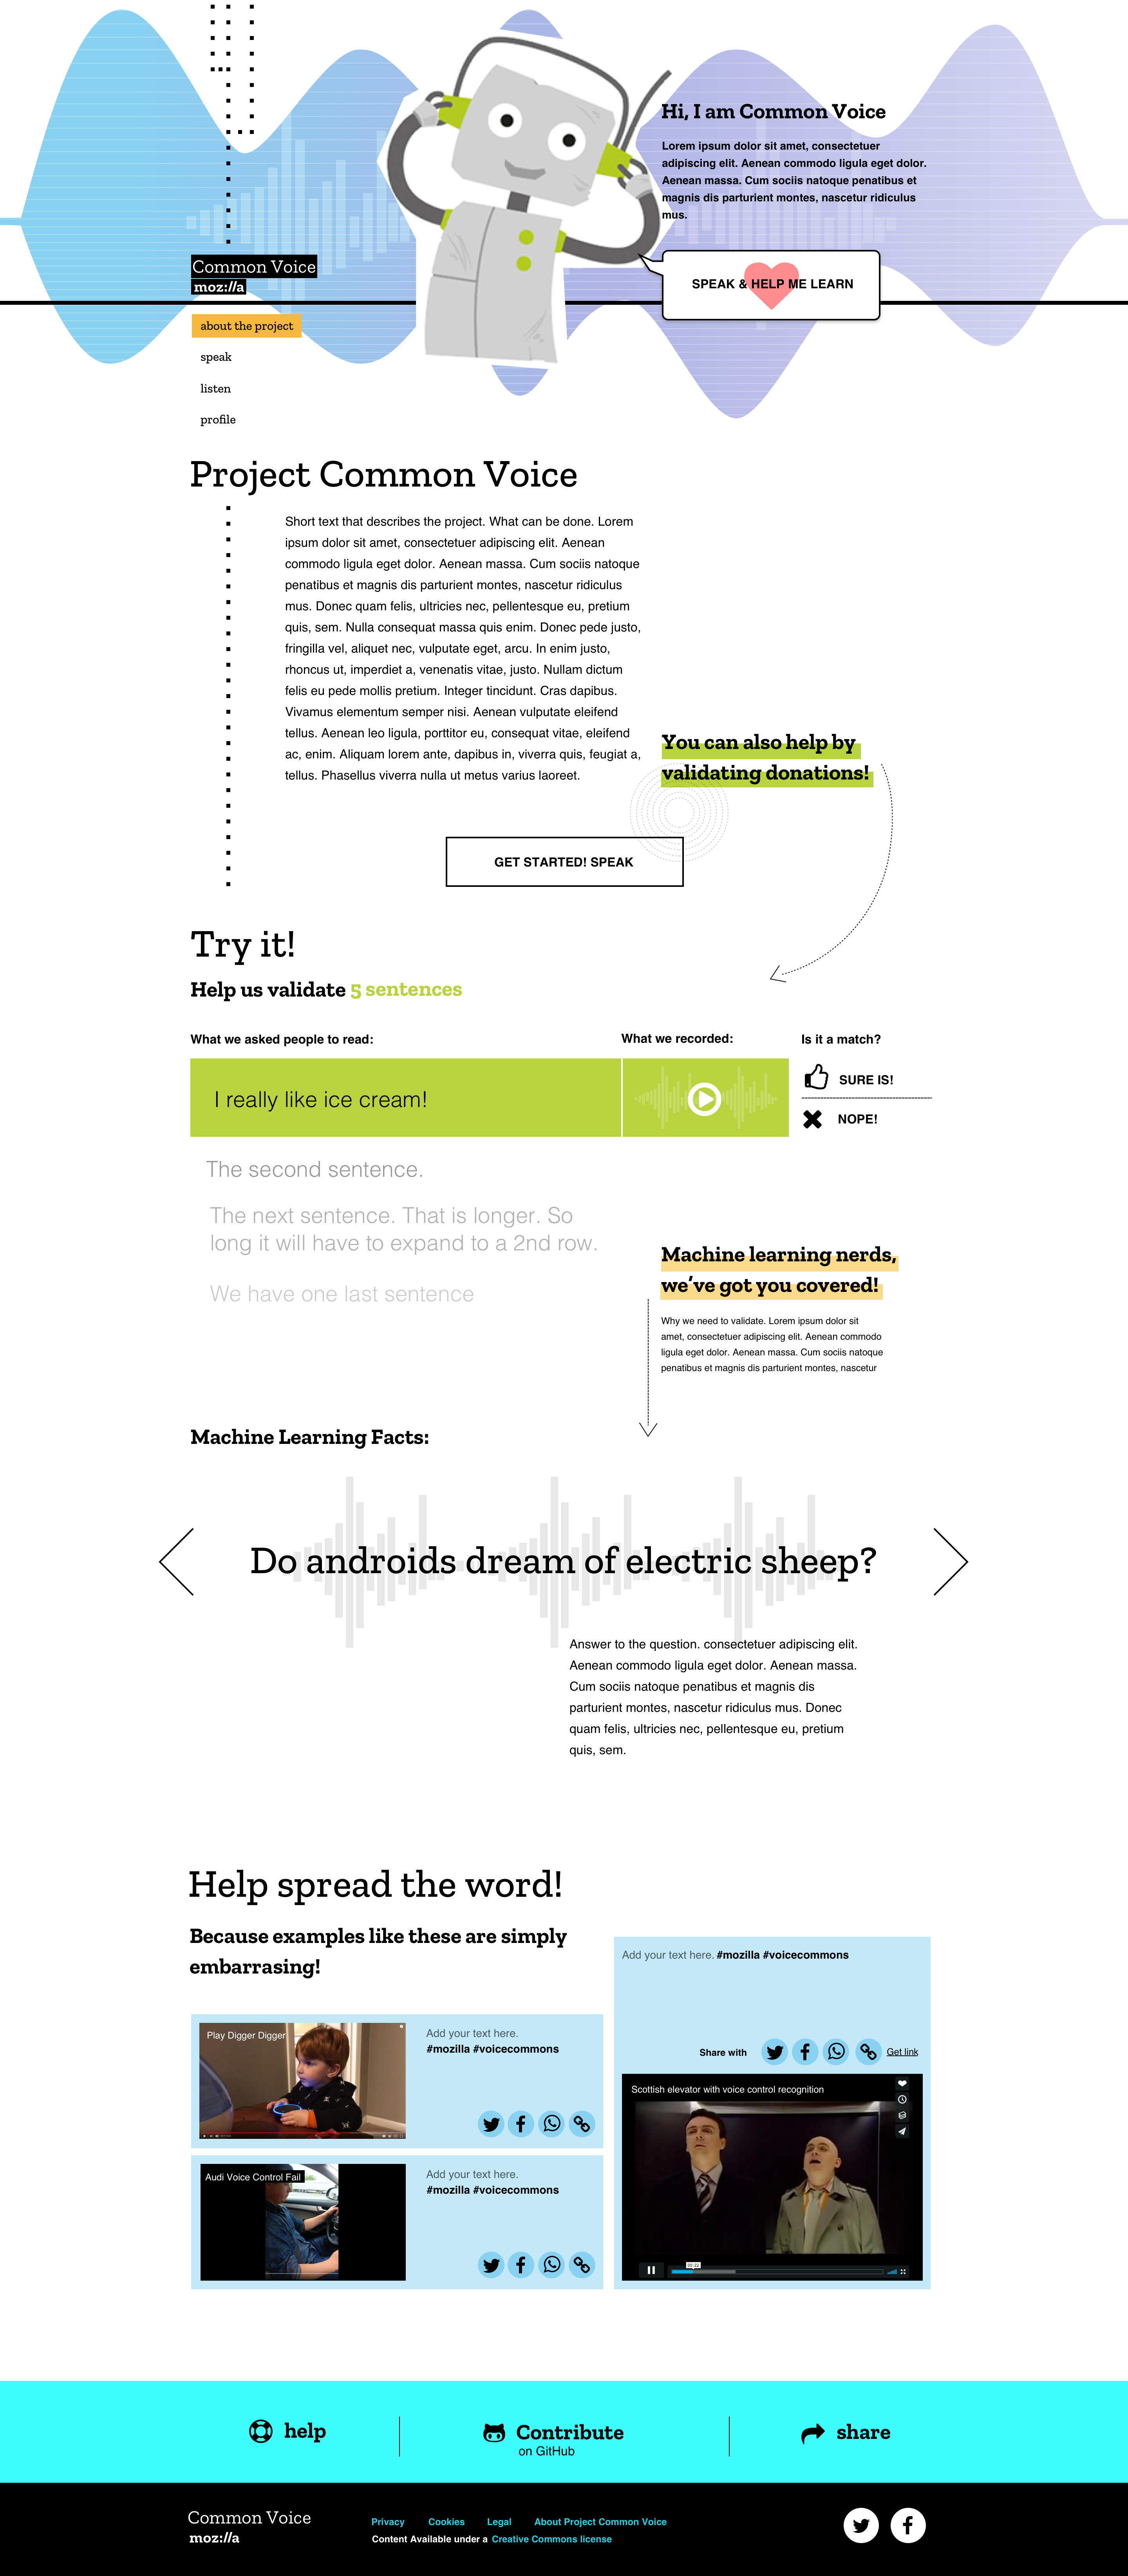 Hi, I am Common Voice
Lorem ipsum dolor sit amet, consectetuer
adipiscing elit. Aenean commodo ligula eget dolor.
Aenean massa. Cum sociis natoque penatibus et
magnis dis parturient montes, nascetur ridiculus
mus.
SPEAK & HELP ME LEARN
Common Voice
moz://a
about the project
speak
listen
profile
Project Common Voice
Short text that describes the project. What can be done. Lorem
ipsum dolor sit amet, consectetuer adipiscing elit. Aenean
commodo ligula eget dolor. Aenean massa. Cum sociis natoque
penatibus et magnis dis parturient montes, nascetur ridiculus
mus. Donec quam felis, ultricies nec, pellentesque eu, pretium
quis, sem. Nulla consequat massa quis enim. Donec pede justo,
fringilla vel, aliquet nec, vulputate eget, arcu. In enim justo,
rhoncus ut, imperdiet a, venenatis vitae, justo. Nullam dictum
felis eu pede mollis pretium. Integer tincidunt. Cras dapibus.
Vivamus elementum semper nisi. Aenean vulputate eleifend
tellus. Aenean leo ligula, porttitor eu, consequat vitae, eleifend
ac, enim. Aliquam lorem ante, dapibus in, viverra quis, feugiat a,
tellus. Phasellus viverra nulla ut metus varius laoreet.
You can also help by
validating donations!
GET STARTED! SPEAK
Try it!
Help us validate 5 sentences
What we asked people to read:
What we recorded:
Is it a match?
I really like ice cream!
SURE IS!
NOPE!
The second sentence.
The next sentence. That is longer. So
long it will have to expand to a 2nd row.
We have one last sentence
Machine learning nerds,
we've got you covered!
Why we need to validate. Lorem ipsum dolor sit
amet, consectetuer adipiscing elit. Aenean commodo
ligula eget dolor. Aenean massa. Cum sociis natoque
penatibus et magnis dis parturient montes, nascetur
Machine Learning Facts:
Do androids dream of electric sheep?
Answer to the question. consectetuer adipiscing elit.
Aenean commodo ligula eget dolor. Aenean massa.
Cum sociis natoque penatibus et magnis dis
parturient montes, nascetur ridiculus mus. Donec
quam felis, ultricies nec, pellentesque eu, pretium
quis, sem.
Help spread the word!
Because examples like these are simply
embarrasing!
Play Digger Digger
Add your text here.
#mozilla #voicecommons
Audi Voice Control Fail
Add your text here.
#mozilla #voicecommons
Add your text here. #mozilla #voicecommons
Share with
Get link
Scottish elevator with voice control recognition
00:22
help
Contribute
on GitHub
share
Common Voice
moz://a
Privacy Cookies Legal About Project Common Voice
Content Available under a Creative Commons license